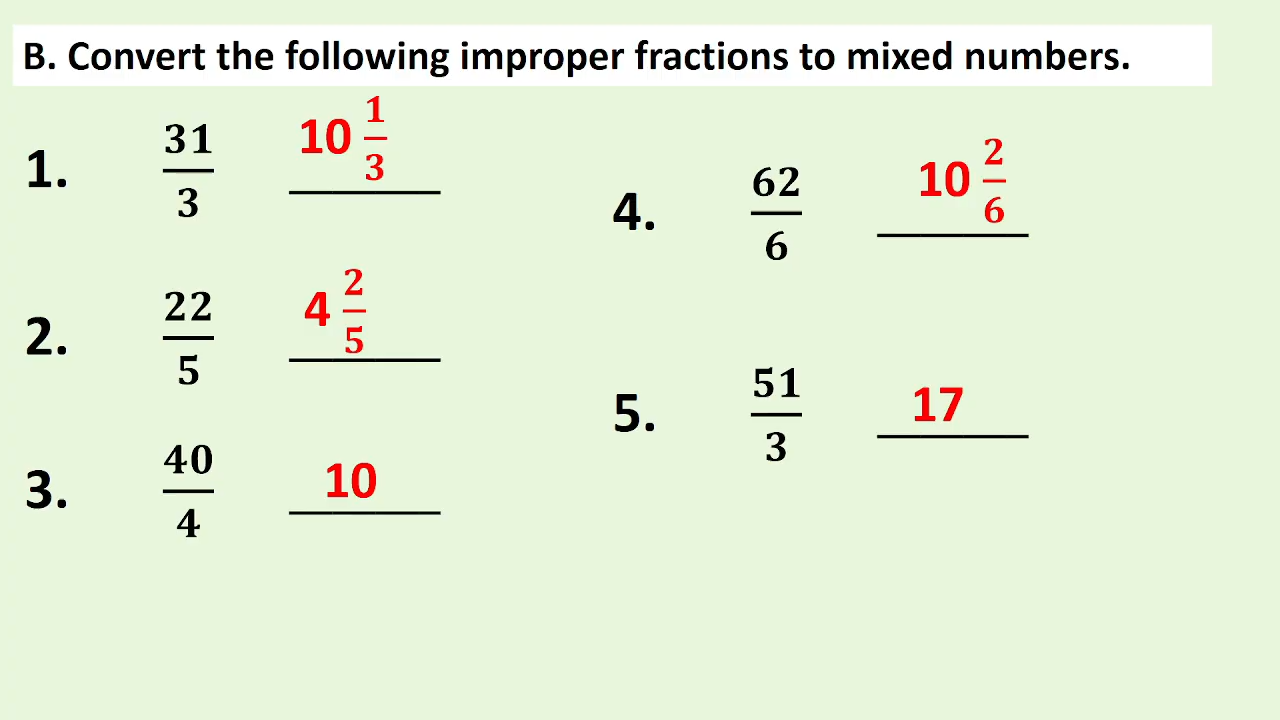 B. Convert the following improper fractions to mixed numbers.
1. 31/3 10 1/3
2. 22/5 4 2/5
3. 40/4 10
4. 62/6 10 2/6
5. 51/3 17